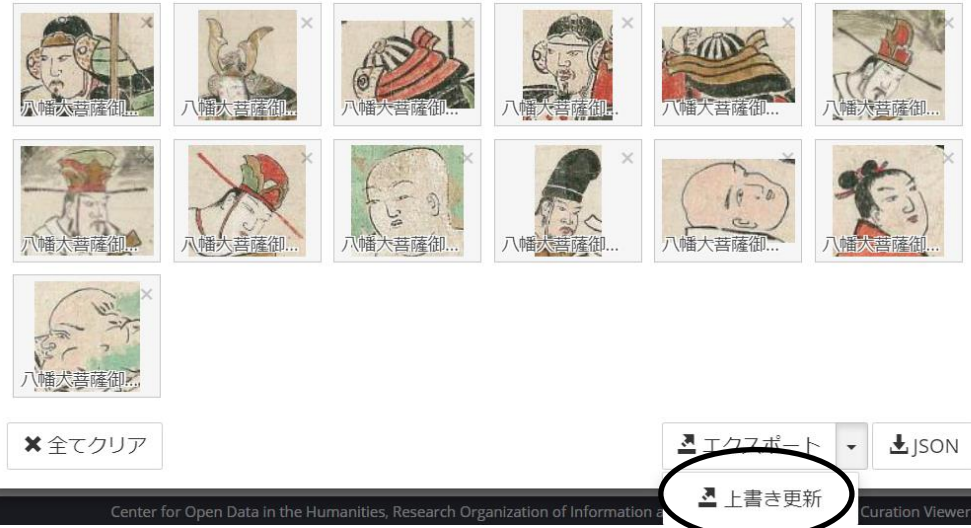 八幡大菩薩御... 八幡大菩薩御... 八幡大菩薩御... 八幡大菩薩御... 八幡大菩薩御... 八幡大菩薩御...
八幡大菩薩御... 八幡大菩薩御... 八幡大菩薩御... 八幡大菩薩御... 八幡大菩薩御... 八幡大菩薩御...
八幡大菩薩御...
全てクリア エクスポート JSON
上書き更新
Center for Open Data in the Humanities, Research Organization of Information a Curation Viewer